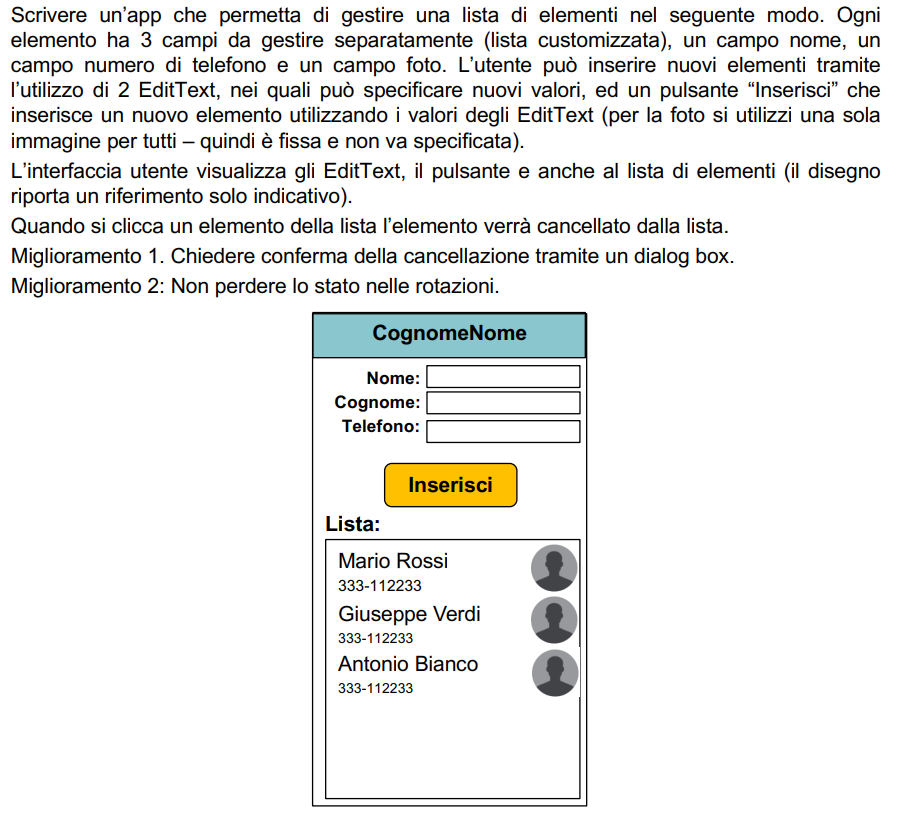 Scrivere un’app che permetta di gestire una lista di elementi nel seguente modo. Ogni
elemento ha 3 campi da gestire separatamente (lista customizzata), un campo nome, un
campo numero di telefono e un campo foto. L’utente può inserire nuovi elementi tramite
l’utilizzo di 2 EditText, nei quali può specificare nuovi valori, ed un pulsante “Inserisci” che
inserisce un nuovo elemento utilizzando i valori degli EditText (per la foto si utilizzi una sola
immagine per tutti – quindi è fissa e non va specificata).
L’interfaccia utente visualizza gli EditText, il pulsante e anche al lista di elementi (il disegno
riporta un riferimento solo indicativo).
Quando si clicca un elemento della lista l’elemento verrà cancellato dalla lista.
Miglioramento 1. Chiedere conferma della cancellazione tramite un dialog box.
Miglioramento 2: Non perdere lo stato nelle rotazioni.
CognomeNome
Nome:
Cognome:
Telefono:
Inserisci
Lista:
Mario Rossi
333-112233
Giuseppe Verdi
333-112233
Antonio Bianco
333-112233